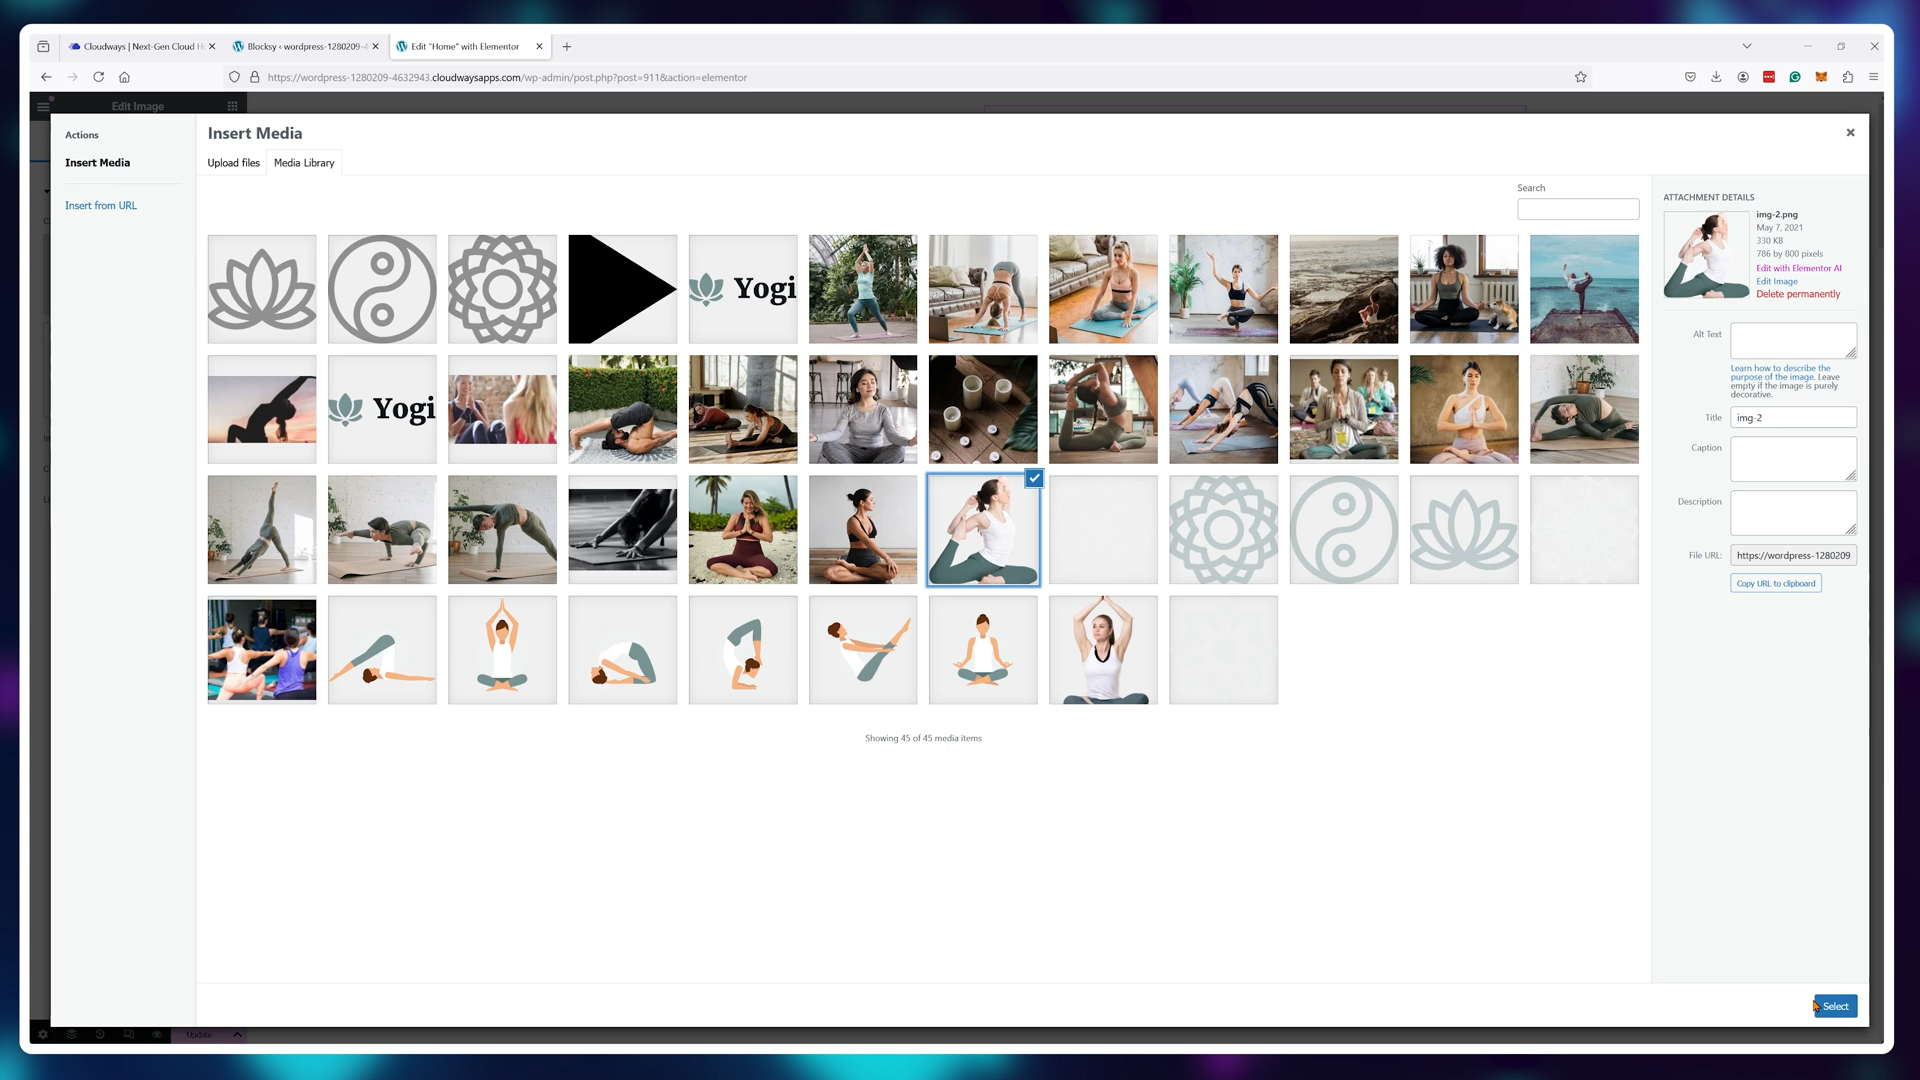 Cloudways | Next-Gen Cloud H
Blocksy ‹ wordpress-1280209-4
Edit "Home" with Elementor
https://wordpress-1280209-4632943.cloudwaysapps.com/wp-admin/post.php?post=911&action=elementor
Edit Image
Actions
Insert Media
Insert from URL
Insert Media
Upload files
Media Library
Search
Yogi
Yogi
Showing 45 of 45 media items
ATTACHMENT DETAILS
img-2.png
May 7, 2021
330 KB
786 by 800 pixels
Edit with Elementor AI
Edit Image
Delete permanently
Alt Text
Learn how to describe the
purpose of the image. Leave
empty if the image is purely
decorative.
Title
img-2
Caption
Description
File URL:
https://wordpress-1280209
Copy URL to clipboard
Select
Update